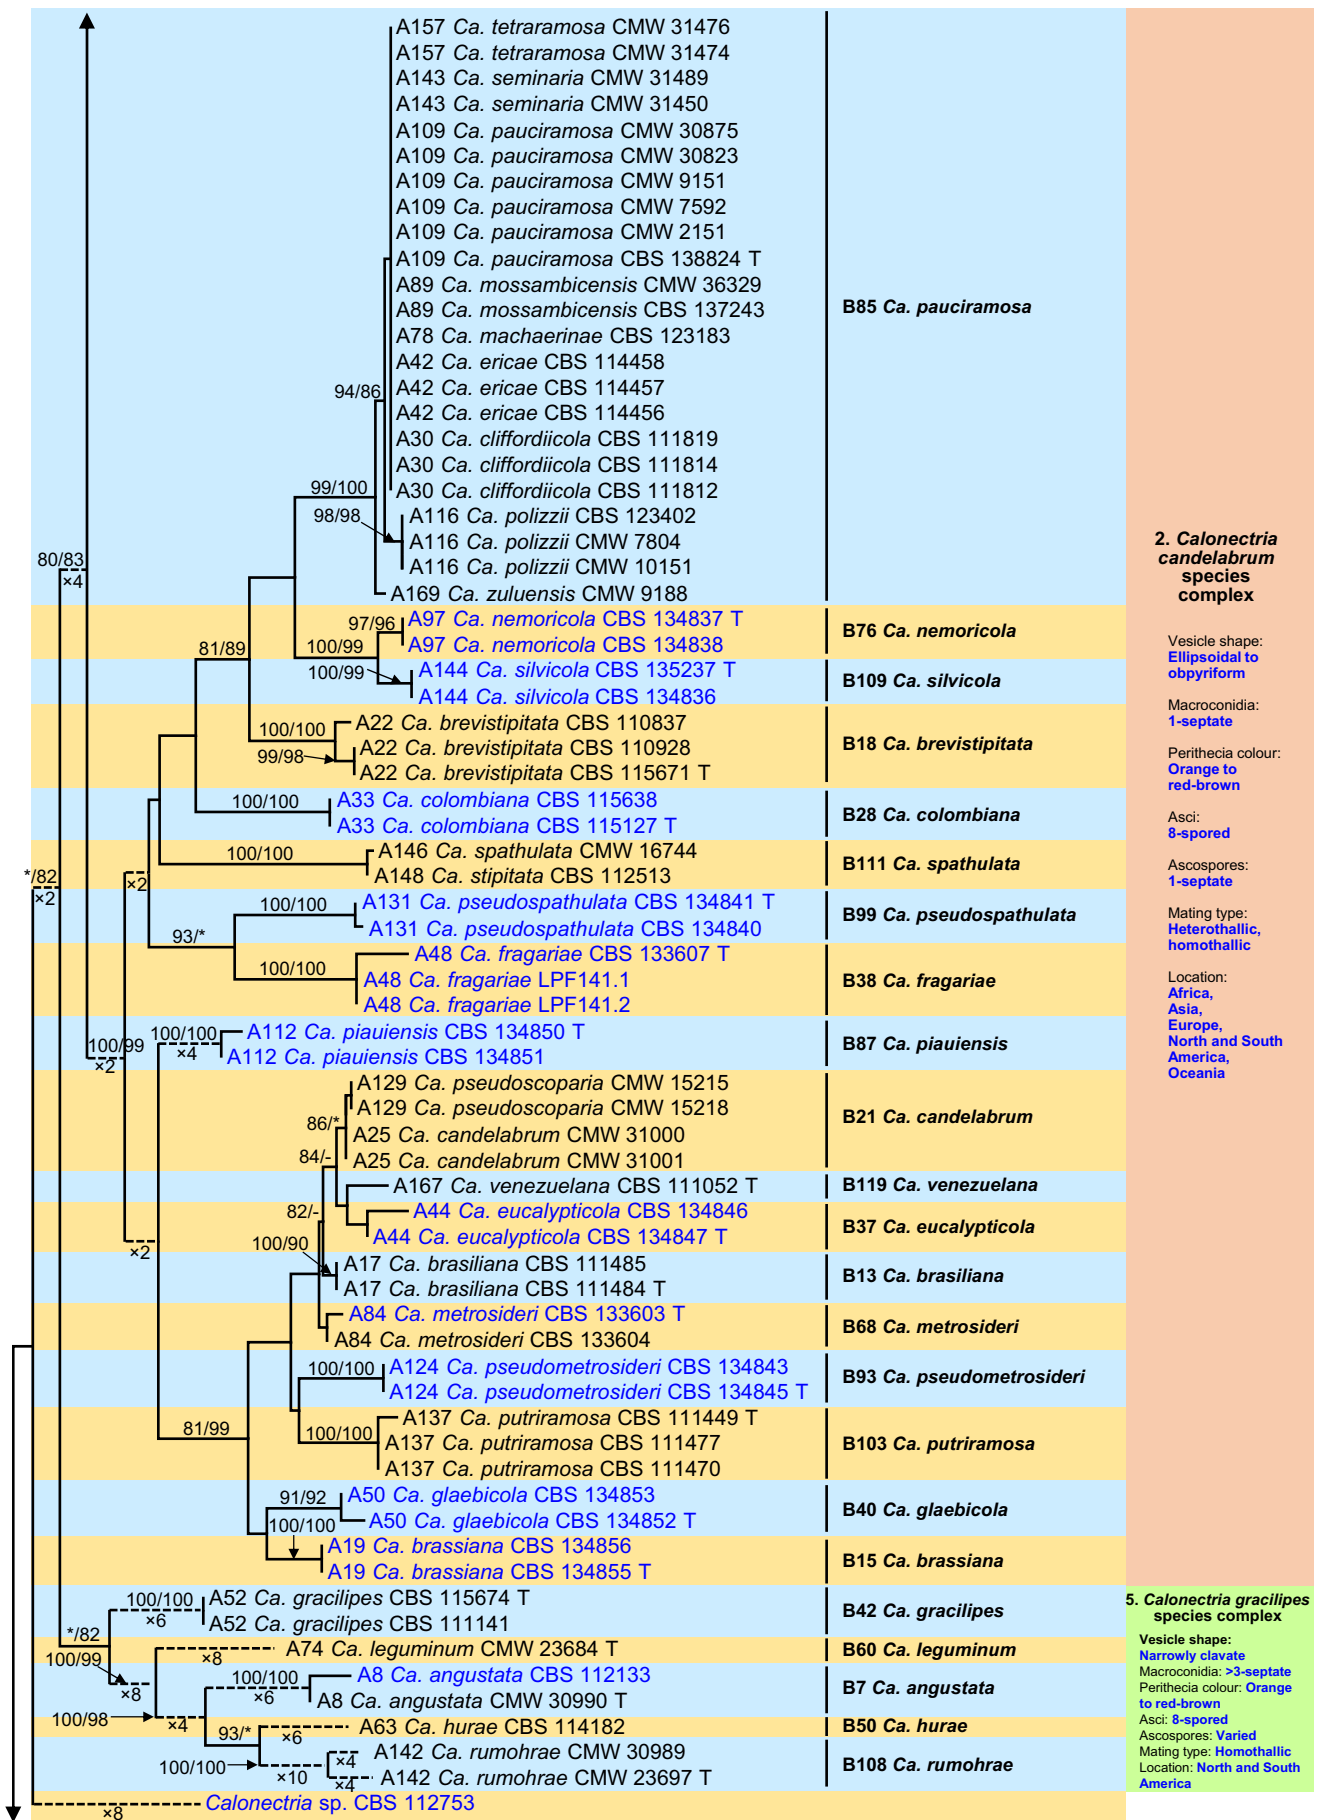 A157 Ca. tetraramosa CMW 31476
A157 Ca. tetraramosa CMW 31474
A143 Ca. seminaria CMW 31489
A143 Ca. seminaria CMW 31450
A109 Ca. pauciramosa CMW 30875
A109 Ca. pauciramosa CMW 30823
A109 Ca. pauciramosa CMW 9151
A109 Ca. pauciramosa CMW 7592
A109 Ca. pauciramosa CMW 2151
A109 Ca. pauciramosa CBS 138824 T
A89 Ca. mossambicensis CMW 36329
A89 Ca. mossambicensis CBS 137243
B85 Ca. pauciramosa
A78 Ca. machaerinae CBS 123183
A42 Ca. ericae CBS 114458
94/86
A42 Ca. ericae CBS 114457
A42 Ca. ericae CBS 114456
A30 Ca. cliffordiicola CBS 111819
A30 Ca. cliffordiicola CBS 111814
99/100
A30 Ca. cliffordiicola CBS 111812
98/98
A116 Ca. polizzii CBS 123402
A116 Ca. polizzii CMW 7804
A116 Ca. polizzii CMW 10151
80/83
×4
A169 Ca. zuluensis CMW 9188
97/96
A97 Ca. nemoricola CBS 134837 T
A97 Ca. nemoricola CBS 134838
B76 Ca. nemoricola
81/89
100/99
100/99
A144 Ca. silvicola CBS 135237 T
A144 Ca. silvicola CBS 134836
B109 Ca. silvicola
100/100
A22 Ca. brevistipitata CBS 110837
A22 Ca. brevistipitata CBS 110928
99/98
A22 Ca. brevistipitata CBS 115671 T
B18 Ca. brevistipitata
100/100
A33 Ca. colombiana CBS 115638
A33 Ca. colombiana CBS 115127 T
B28 Ca. colombiana
100/100
A146 Ca. spathulata CMW 16744
A148 Ca. stipitata CBS 112513
B111 Ca. spathulata
*/82
×2
×2
100/100
A131 Ca. pseudospathulata CBS 134841 T
A131 Ca. pseudospathulata CBS 134840
B99 Ca. pseudospathulata
93/*
100/100
A48 Ca. fragariae CBS 133607 T
A48 Ca. fragariae LPF141.1
A48 Ca. fragariae LPF141.2
B38 Ca. fragariae
100/99
×2
100/100
×4
A112 Ca. piauiensis CBS 134850 T
A112 Ca. piauiensis CBS 134851
B87 Ca. piauiensis
A129 Ca. pseudoscoparia CMW 15215
A129 Ca. pseudoscoparia CMW 15218
86/*
A25 Ca. candelabrum CMW 31000
A25 Ca. candelabrum CMW 31001
B21 Ca. candelabrum
84/-
A167 Ca. venezuelana CBS 111052 T
B119 Ca. venezuelana
82/-
A44 Ca. eucalypticola CBS 134846
A44 Ca. eucalypticola CBS 134847 T
B37 Ca. eucalypticola
×2
100/90
A17 Ca. brasiliana CBS 111485
A17 Ca. brasiliana CBS 111484 T
B13 Ca. brasiliana
A84 Ca. metrosideri CBS 133603 T
A84 Ca. metrosideri CBS 133604
B68 Ca. metrosideri
100/100
A124 Ca. pseudometrosideri CBS 134843
A124 Ca. pseudometrosideri CBS 134845 T
B93 Ca. pseudometrosideri
81/99
100/100
A137 Ca. putriramosa CBS 111449 T
A137 Ca. putriramosa CBS 111477
A137 Ca. putriramosa CBS 111470
B103 Ca. putriramosa
91/92
A50 Ca. glaebicola CBS 134853
A50 Ca. glaebicola CBS 134852 T
B40 Ca. glaebicola
100/100
A19 Ca. brassiana CBS 134856
A19 Ca. brassiana CBS 134855 T
B15 Ca. brassiana
100/100
×6
A52 Ca. gracilipes CBS 115674 T
A52 Ca. gracilipes CBS 111141
B42 Ca. gracilipes
*/82
×8
A74 Ca. leguminum CMW 23684 T
B60 Ca. leguminum
100/99
×8
100/100
×6
A8 Ca. angustata CBS 112133
A8 Ca. angustata CMW 30990 T
B7 Ca. angustata
100/98
×4
93/*
×6
A63 Ca. hurae CBS 114182
B50 Ca. hurae
100/100
×10
×4
×4
A142 Ca. rumohrae CMW 30989
A142 Ca. rumohrae CMW 23697 T
B108 Ca. rumohrae
×8
Calonectria sp. CBS 112753
2. Calonectria
candelabrum
species
complex
Vesicle shape:
Ellipsoidal to
obpyriform
Macroconidia:
1-septate
Perithecia colour:
Orange to
red-brown
Asci:
8-spored
Ascospores:
1-septate
Mating type:
Heterothallic,
homothallic
Location:
Africa,
Asia,
Europe,
North and South
America,
Oceania
5. Calonectria gracilipes
species complex
Vesicle shape:
Narrowly clavate
Macroconidia: >3-septate
Perithecia colour: Orange
to red-brown
Asci: 8-spored
Ascospores: Varied
Mating type: Homothallic
Location: North and South
America